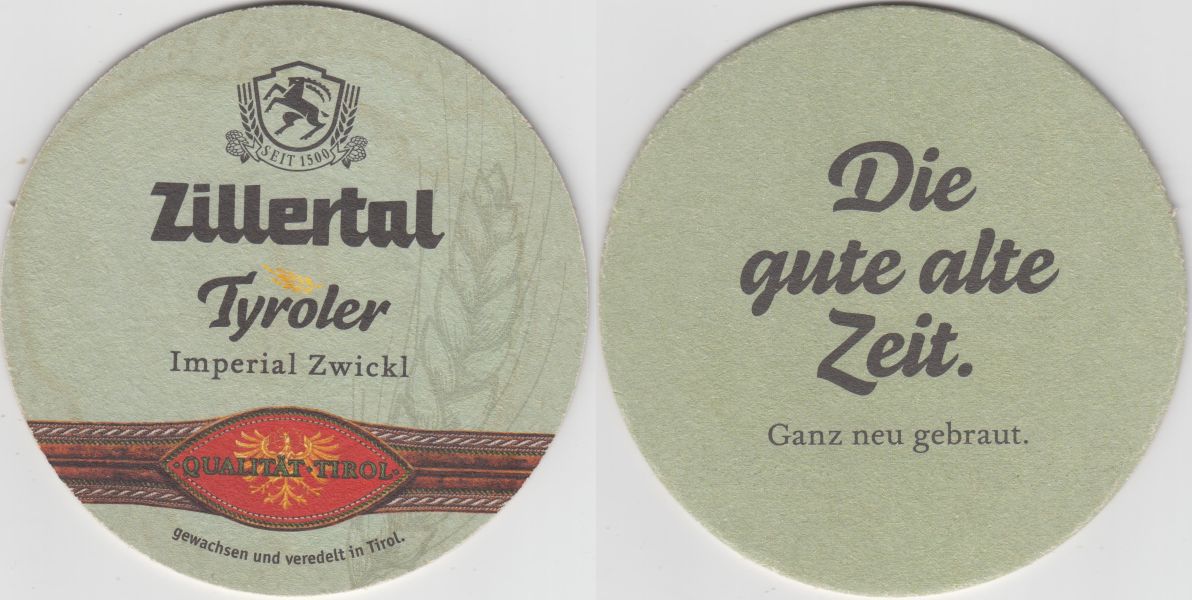 SEIT 1500
Zillertal
Tyroler
Imperial Zwickl
·QUALITÄT·TIROL·
gewachsen und veredelt in Tirol.
Die
gute alte
Zeit.
Ganz neu gebraut.